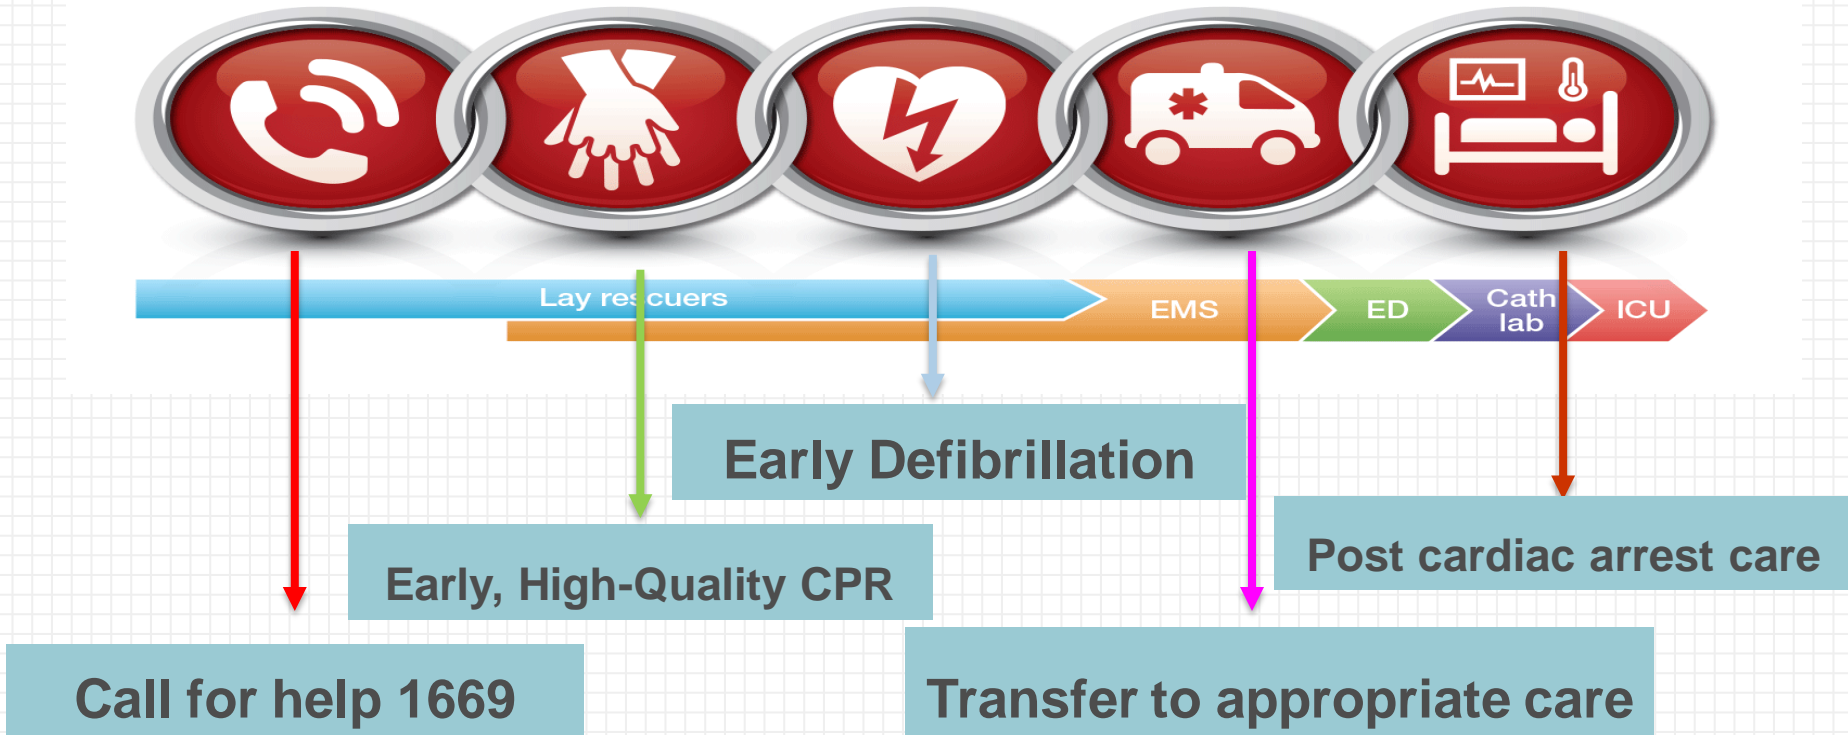 Lay rescuers
EMS
ED
Cath
lab
ICU
Early Defibrillation
Early, High-Quality CPR
Post cardiac arrest care
Call for help 1669
Transfer to appropriate care